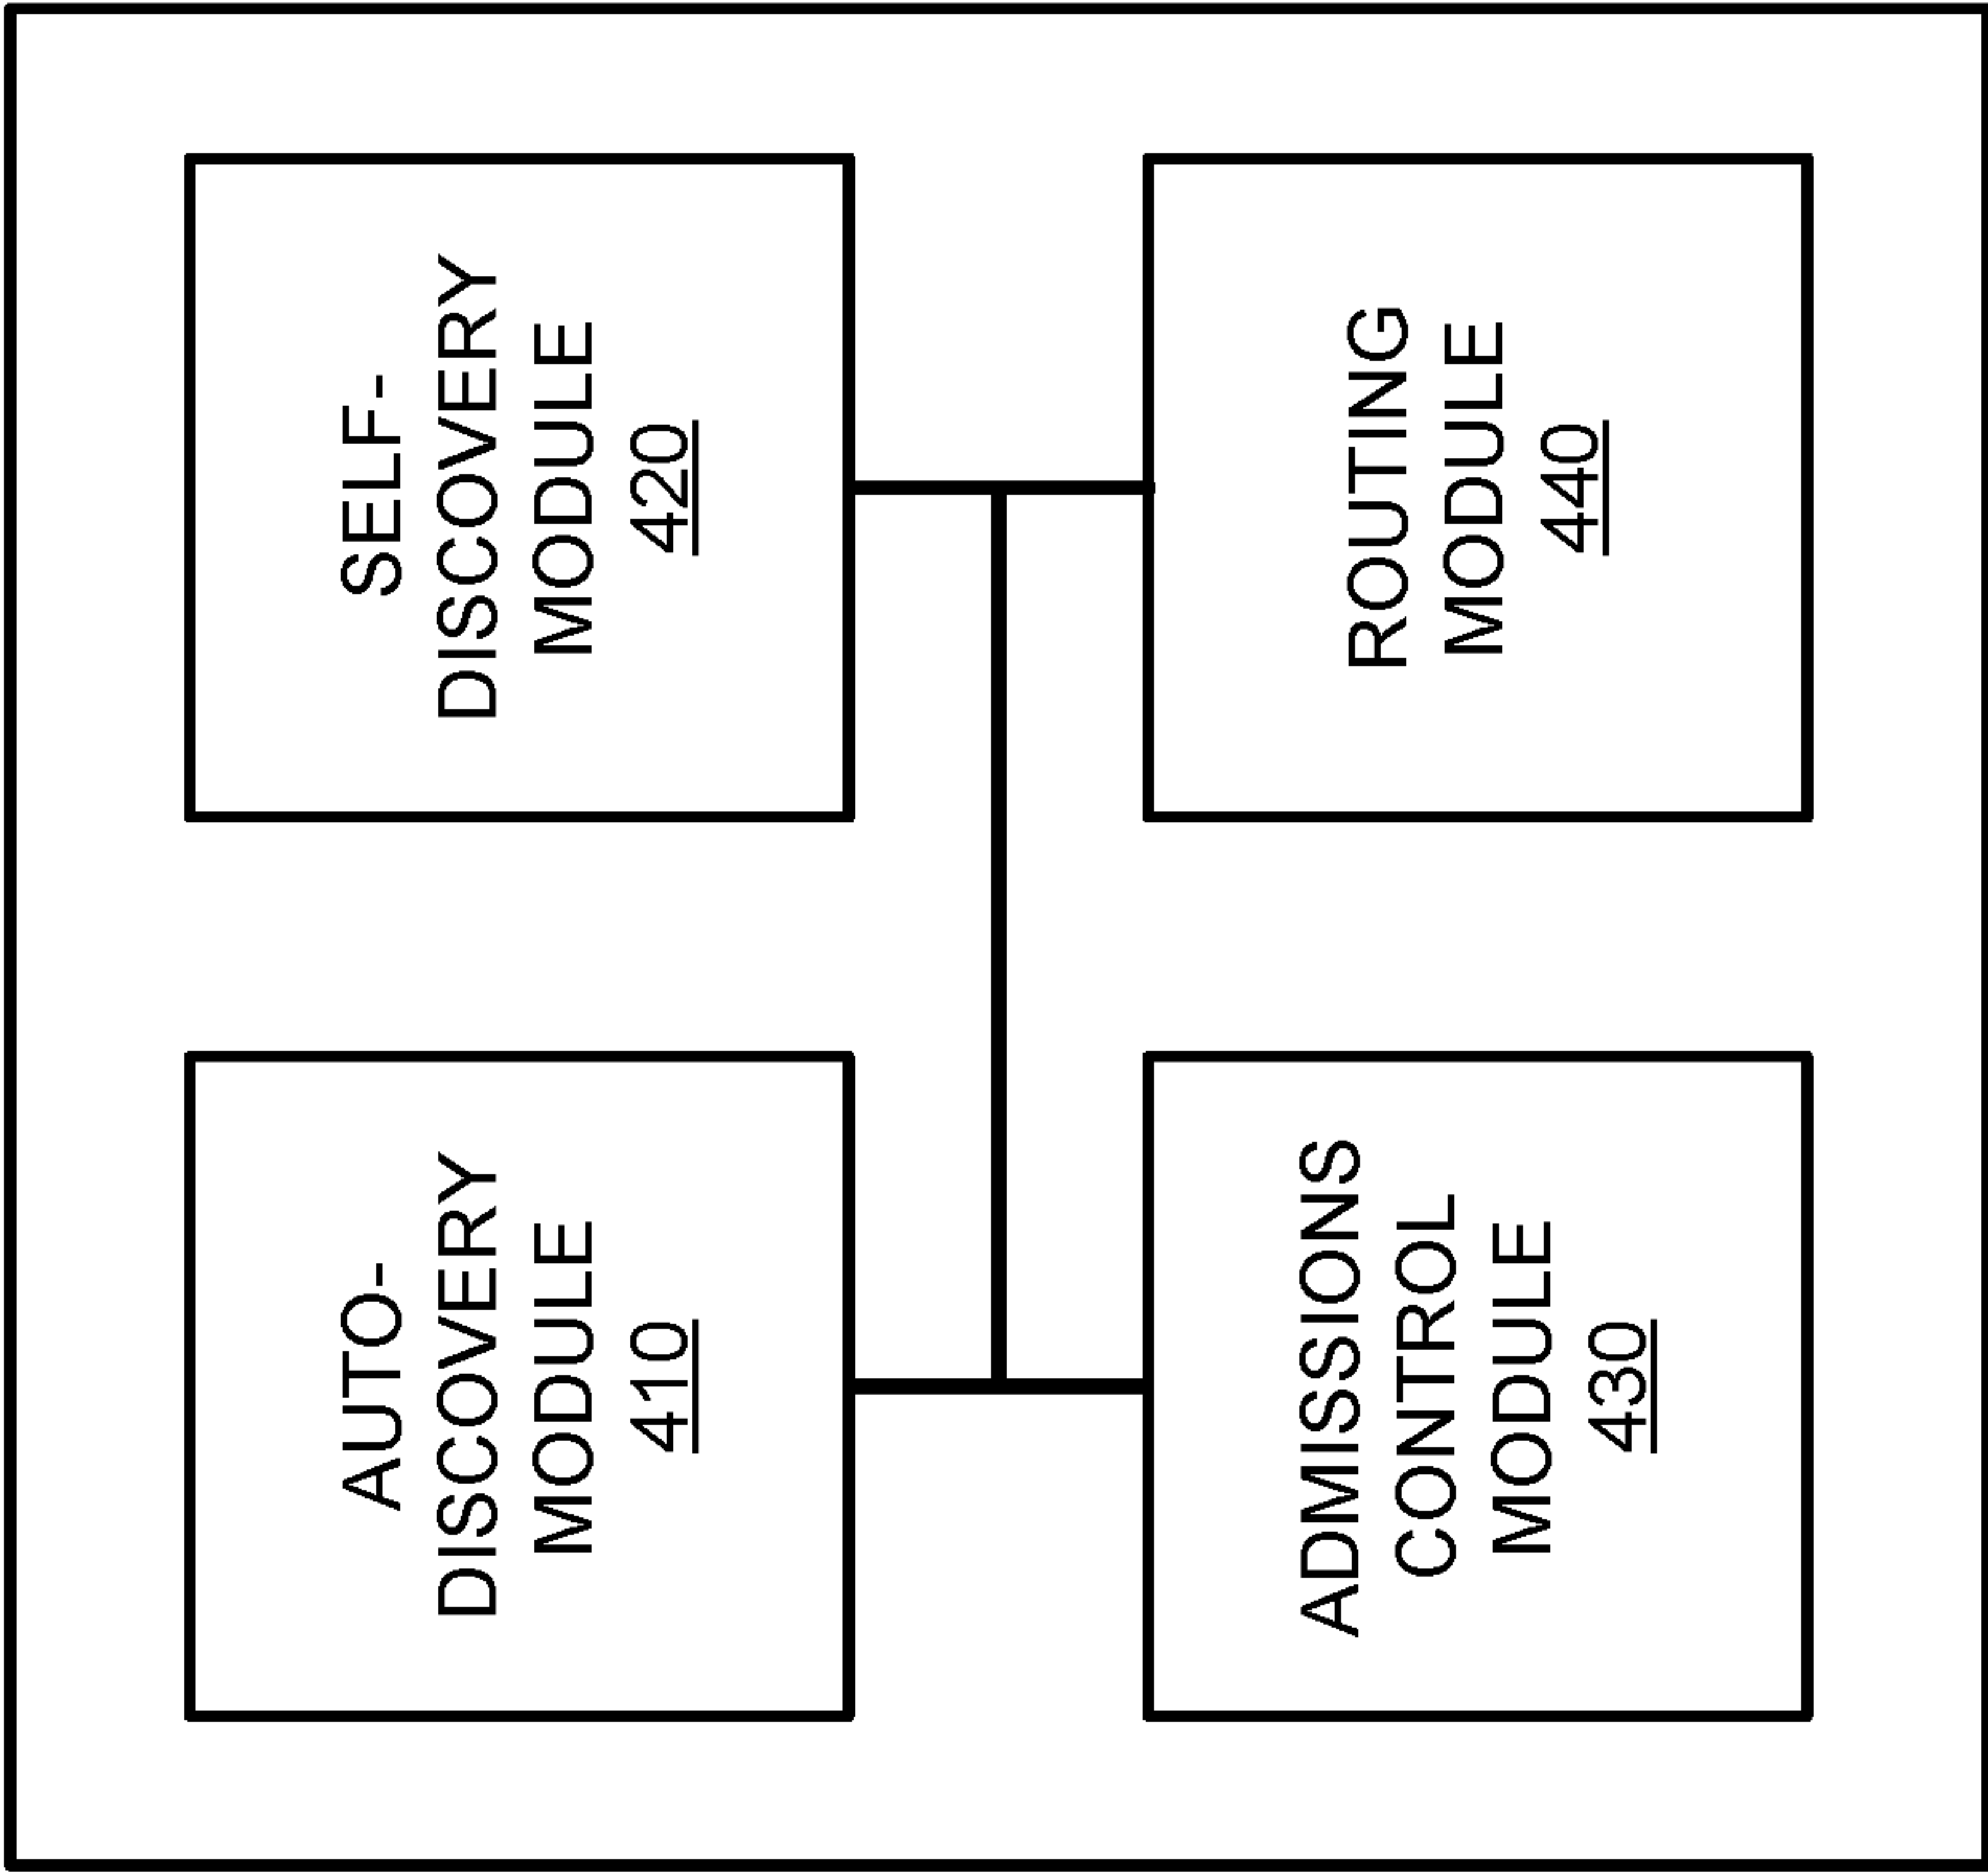 AUTO-
DISCOVERY
MODULE
410
SELF-
DISCOVERY
MODULE
420
ADMISSIONS
CONTROL
MODULE
430
ROUTING
MODULE
440